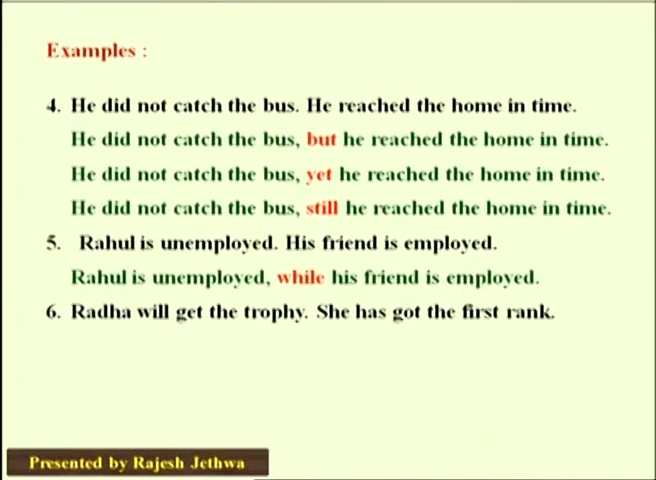 Examples :
4. He did not catch the bus. He reached the home in time.
He did not catch the bus, but he reached the home in time.
He did not catch the bus, yet he reached the home in time.
He did not catch the bus, still he reached the home in time.
5. Rahul is unemployed. His friend is employed.
Rahul is unemployed, while his friend is employed.
6. Radha will get the trophy. She has got the first rank.
Presented by Rajesh Jethwa